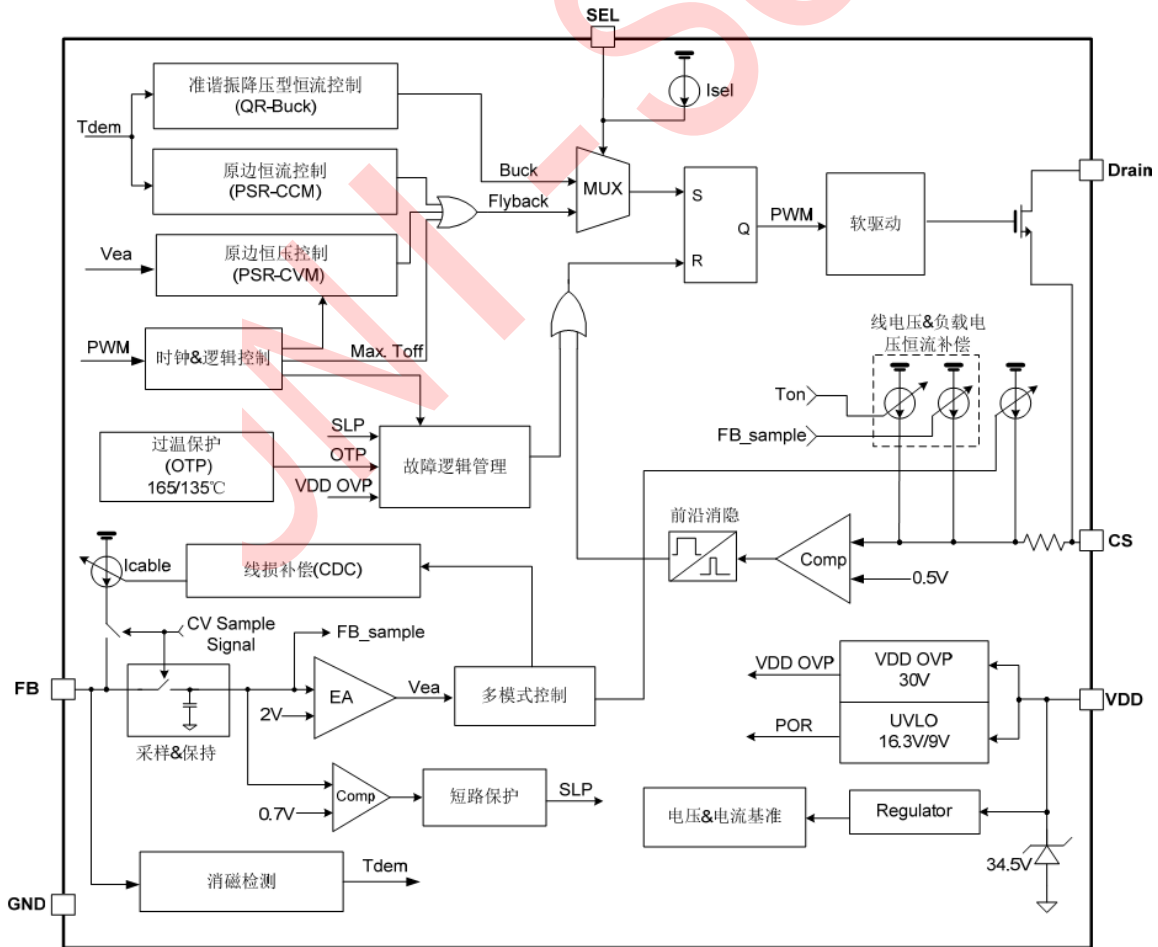 SEL
准谐振降压型恒流控制
(QR-Buck)
Isel
Tdem
原边恒流控制
(PSR-CCM)
Buck
Flyback
MUX
S
R
Q
PWM
软驱动
Drain
Vea
原边恒压控制
(PSR-CVM)
PWM
时钟&逻辑控制
Max. Toff
线电压&负载电
压恒流补偿
Ton
FB_sample
过温保护
(OTP)
165/135℃
SLP
OTP
VDD OVP
故障逻辑管理
前沿消隐
Comp
0.5V
CS
Icable
线损补偿(CDC)
CV Sample
Signal
FB_sample
FB
2V
EA
Vea
多模式控制
采样&保持
VDD OVP
VDD OVP
30V
POR
UVLO
16.3V/9V
VDD
0.7V
Comp
短路保护
SLP
电压&电流基准
Regulator
34.5V
消磁检测
Tdem
GND